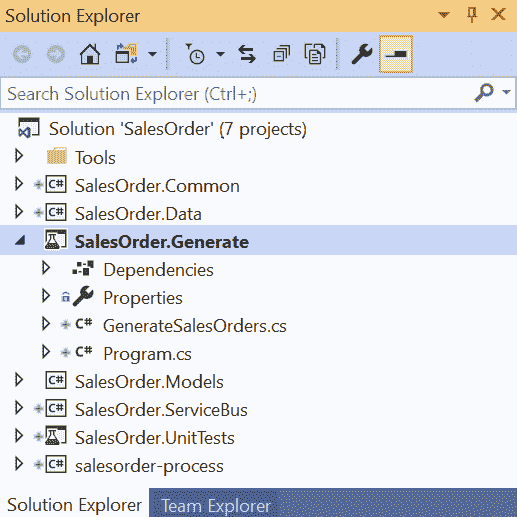 Solution Explorer
Search Solution Explorer (Ctrl+;)
Solution 'SalesOrder' (7 projects)
Tools
C# SalesOrder.Common
C# SalesOrder.Data
SalesOrder.Generate
Dependencies
Properties
C# GenerateSalesOrders.cs
C# Program.cs
C# SalesOrder.Models
C# SalesOrder.ServiceBus
SalesOrder.UnitTests
C# salesorder-process
Solution Explorer Team Explorer